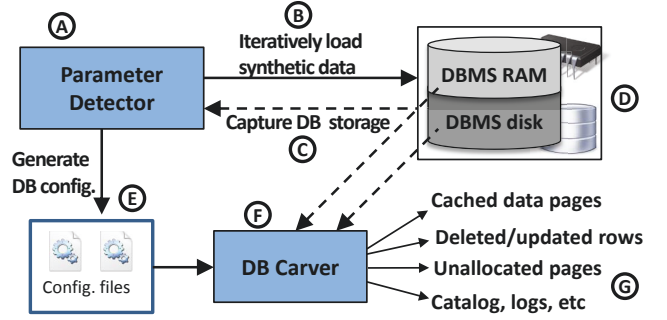 A
B
Iteratively load
synthetic data
Parameter
Detector
DBMS RAM
DBMS disk
D
Capture DB storage
C
Generate
DB config.
E
Config. files
F
DB Carver
Cached data pages
Deleted/updated rows
Unallocated pages
G
Catalog, logs, etc